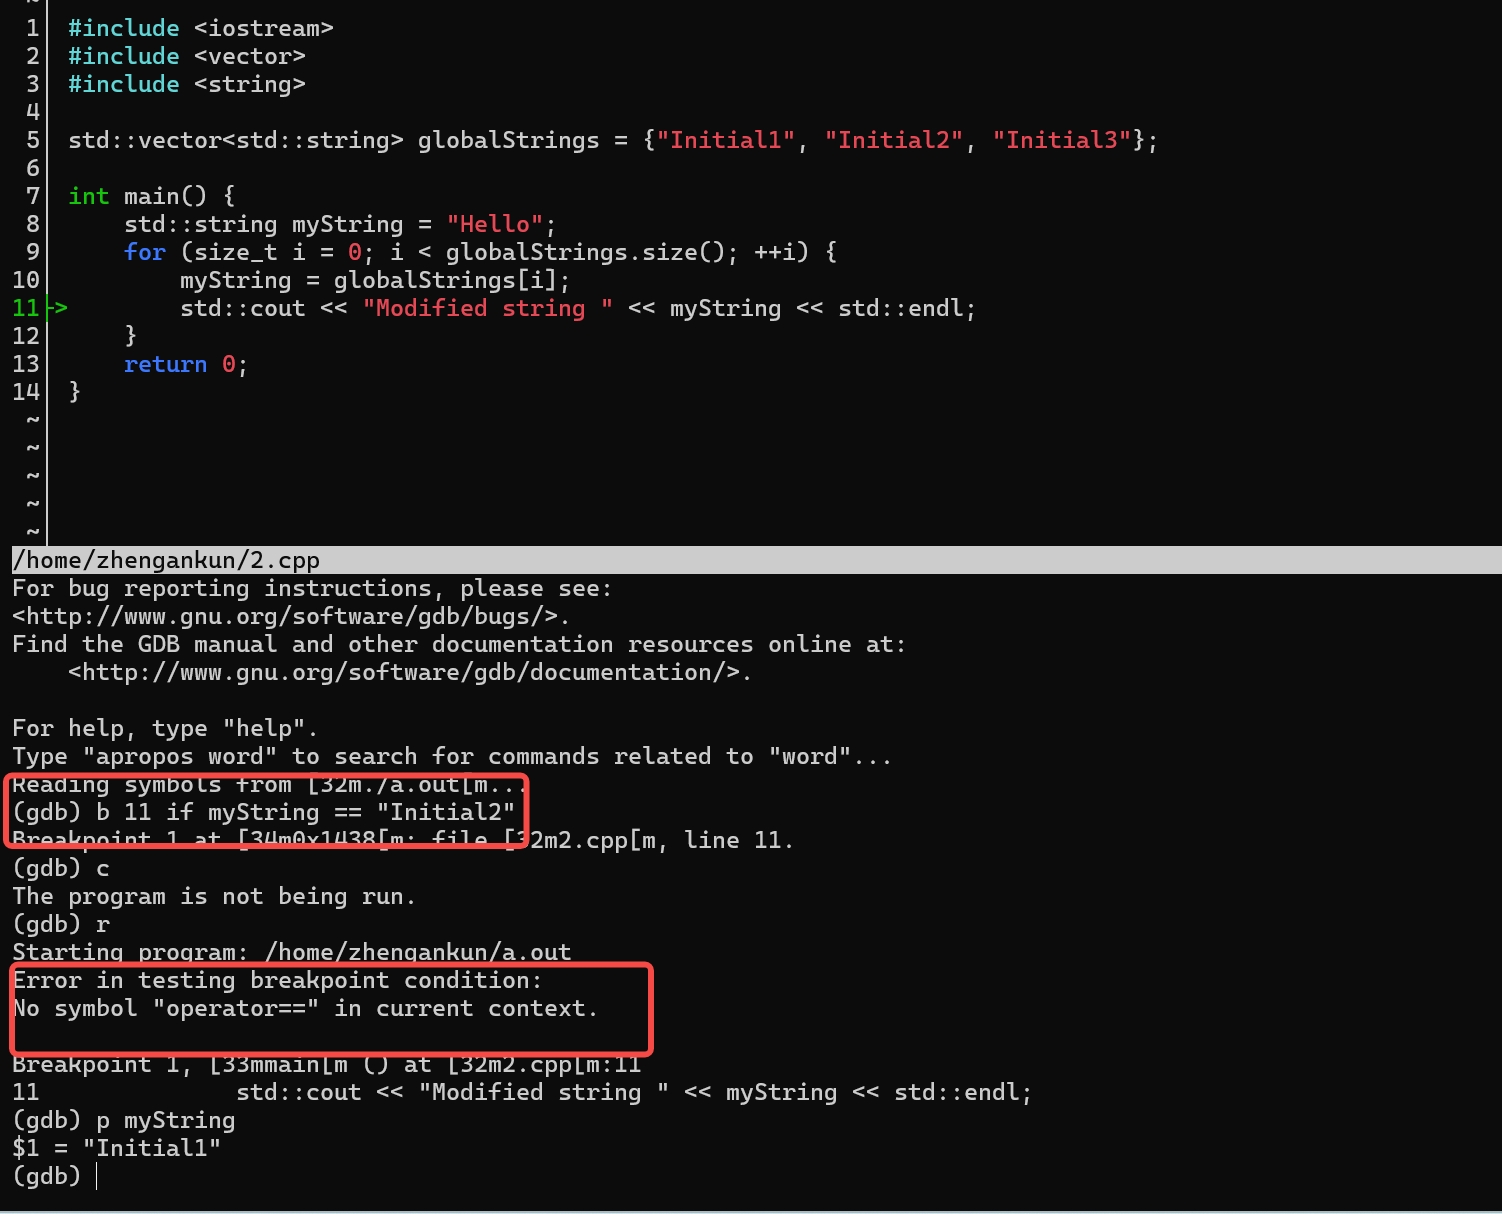 ~
1 #include <iostream>
2 #include <vector>
3 #include <string>
4
5 std::vector<std::string> globalStrings = {"Initial1", "Initial2", "Initial3"};
6
7 int main() {
8     std::string myString = "Hello";
9     for (size_t i = 0; i < globalStrings.size(); ++i) {
10         myString = globalStrings[i];
11 -> std::cout << "Modified string " << myString << std::endl;
12     }
13     return 0;
14 }
~
~
~
~
~
/home/zhengankun/2.cpp
For bug reporting instructions, please see:
<http://www.gnu.org/software/gdb/bugs/>.
Find the GDB manual and other documentation resources online at:
    <http://www.gnu.org/software/gdb/documentation/>.

For help, type "help".
Type "apropos word" to search for commands related to "word"...
Reading symbols from [32m./a.out[m...
(gdb) b 11 if myString == "Initial2"
Breakpoint 1 at [34m0x1438[m: file [32m2.cpp[m, line 11.
(gdb) c
The program is not being run.
(gdb) r
Starting program: /home/zhengankun/a.out
Error in testing breakpoint condition:
No symbol "operator==" in current context.

Breakpoint 1, [33mmain[m () at [32m2.cpp[m:11
11              std::cout << "Modified string " << myString << std::endl;
(gdb) p myString
$1 = "Initial1"
(gdb)